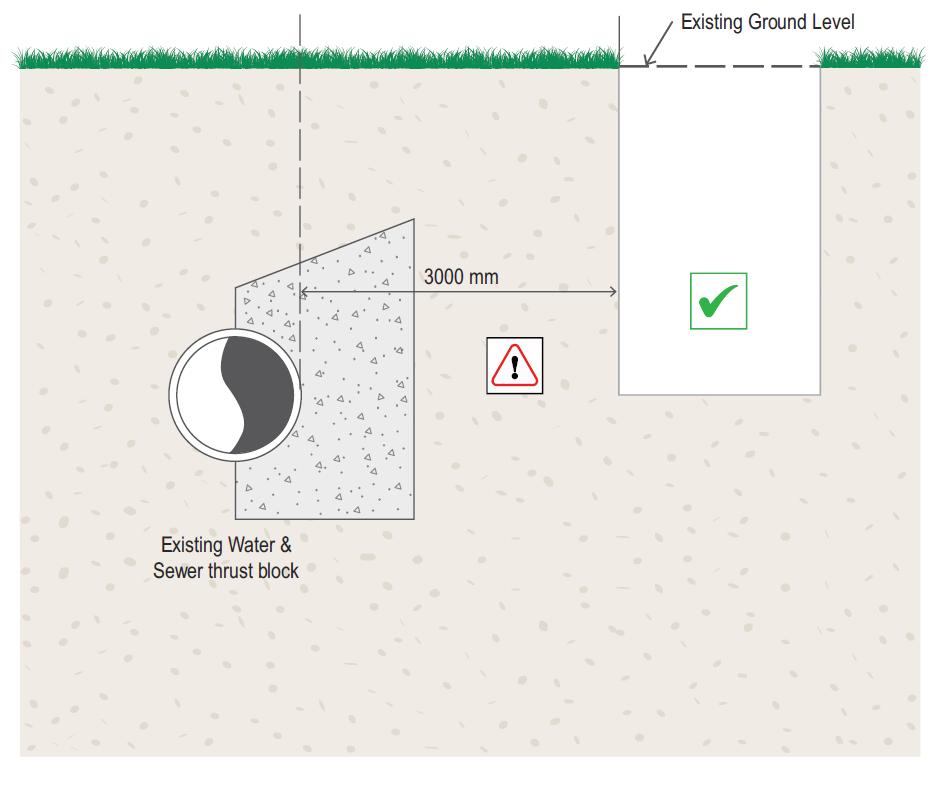 Existing Ground Level
3000 mm
!
Existing Water &
Sewer thrust block